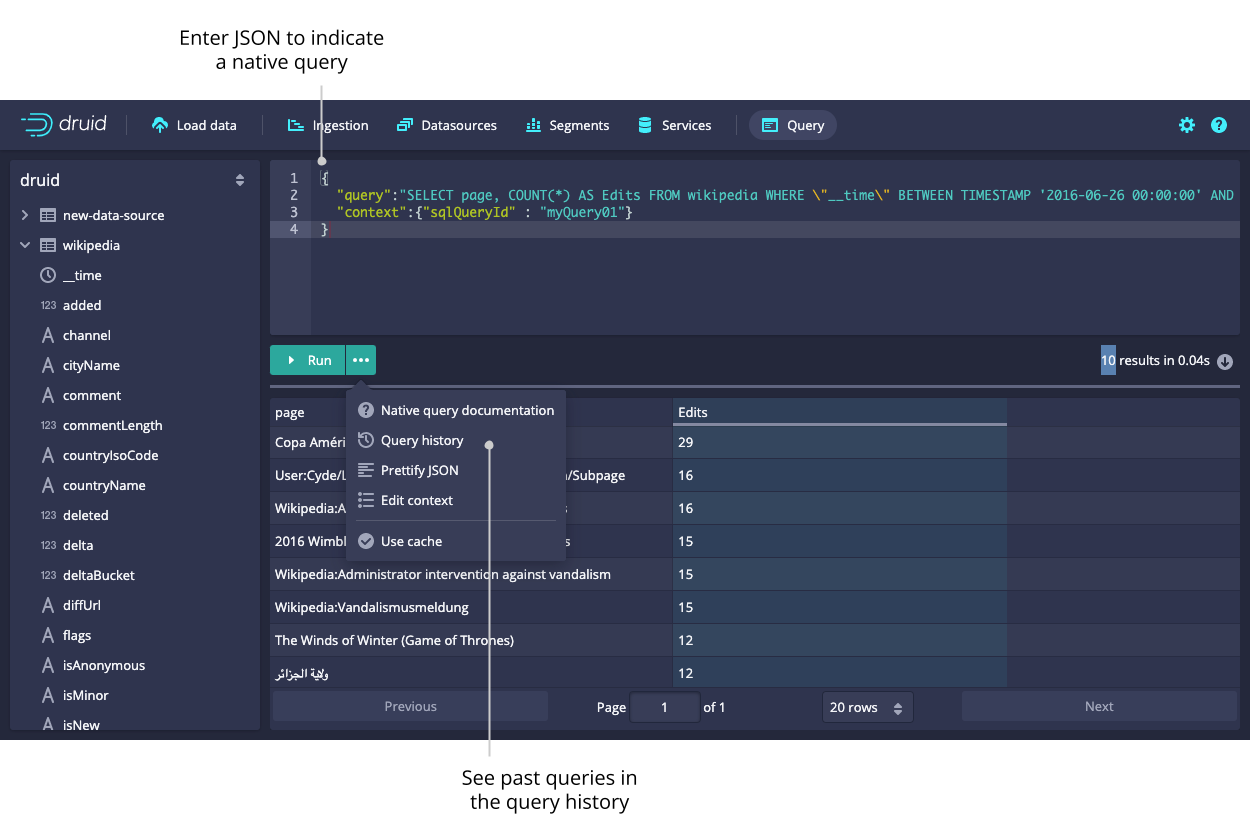 Enter JSON to indicate
a native query
druid
Load data
Ingestion
Datasources
Segments
Services
Query
?
druid
new-data-source
wikipedia
__time
123 added
A channel
A cityName
A comment
123 commentLength
A countryIsoCode
A countryName
123 deleted
123 delta
123 deltaBucket
A diffUrl
A flags
A isAnonymous
A isMinor
A isNew
1 {
2 "query":"SELECT page, COUNT(*) AS Edits FROM wikipedia WHERE \"__time\" BETWEEN TIMESTAMP '2016-06-26 00:00:00' AND
3 "context":{"sqlQueryId" : "myQuery01"}
4 }
Run
10 results in 0.04s
? Native query documentation
Query history
Prettify JSON
Edit context
Use cache
page Edits
Copa Améri 29
User:Cyde/L /Subpage 16
Wikipedia:A s 16
2016 Wimbl s 15
Wikipedia:Administrator intervention against vandalism 15
Wikipedia:Vandalismusmeldung 15
The Winds of Winter (Game of Thrones) 12
ولاية الجزائر 12
Previous
Page 1 of 1
20 rows
Next
See past queries in
the query history